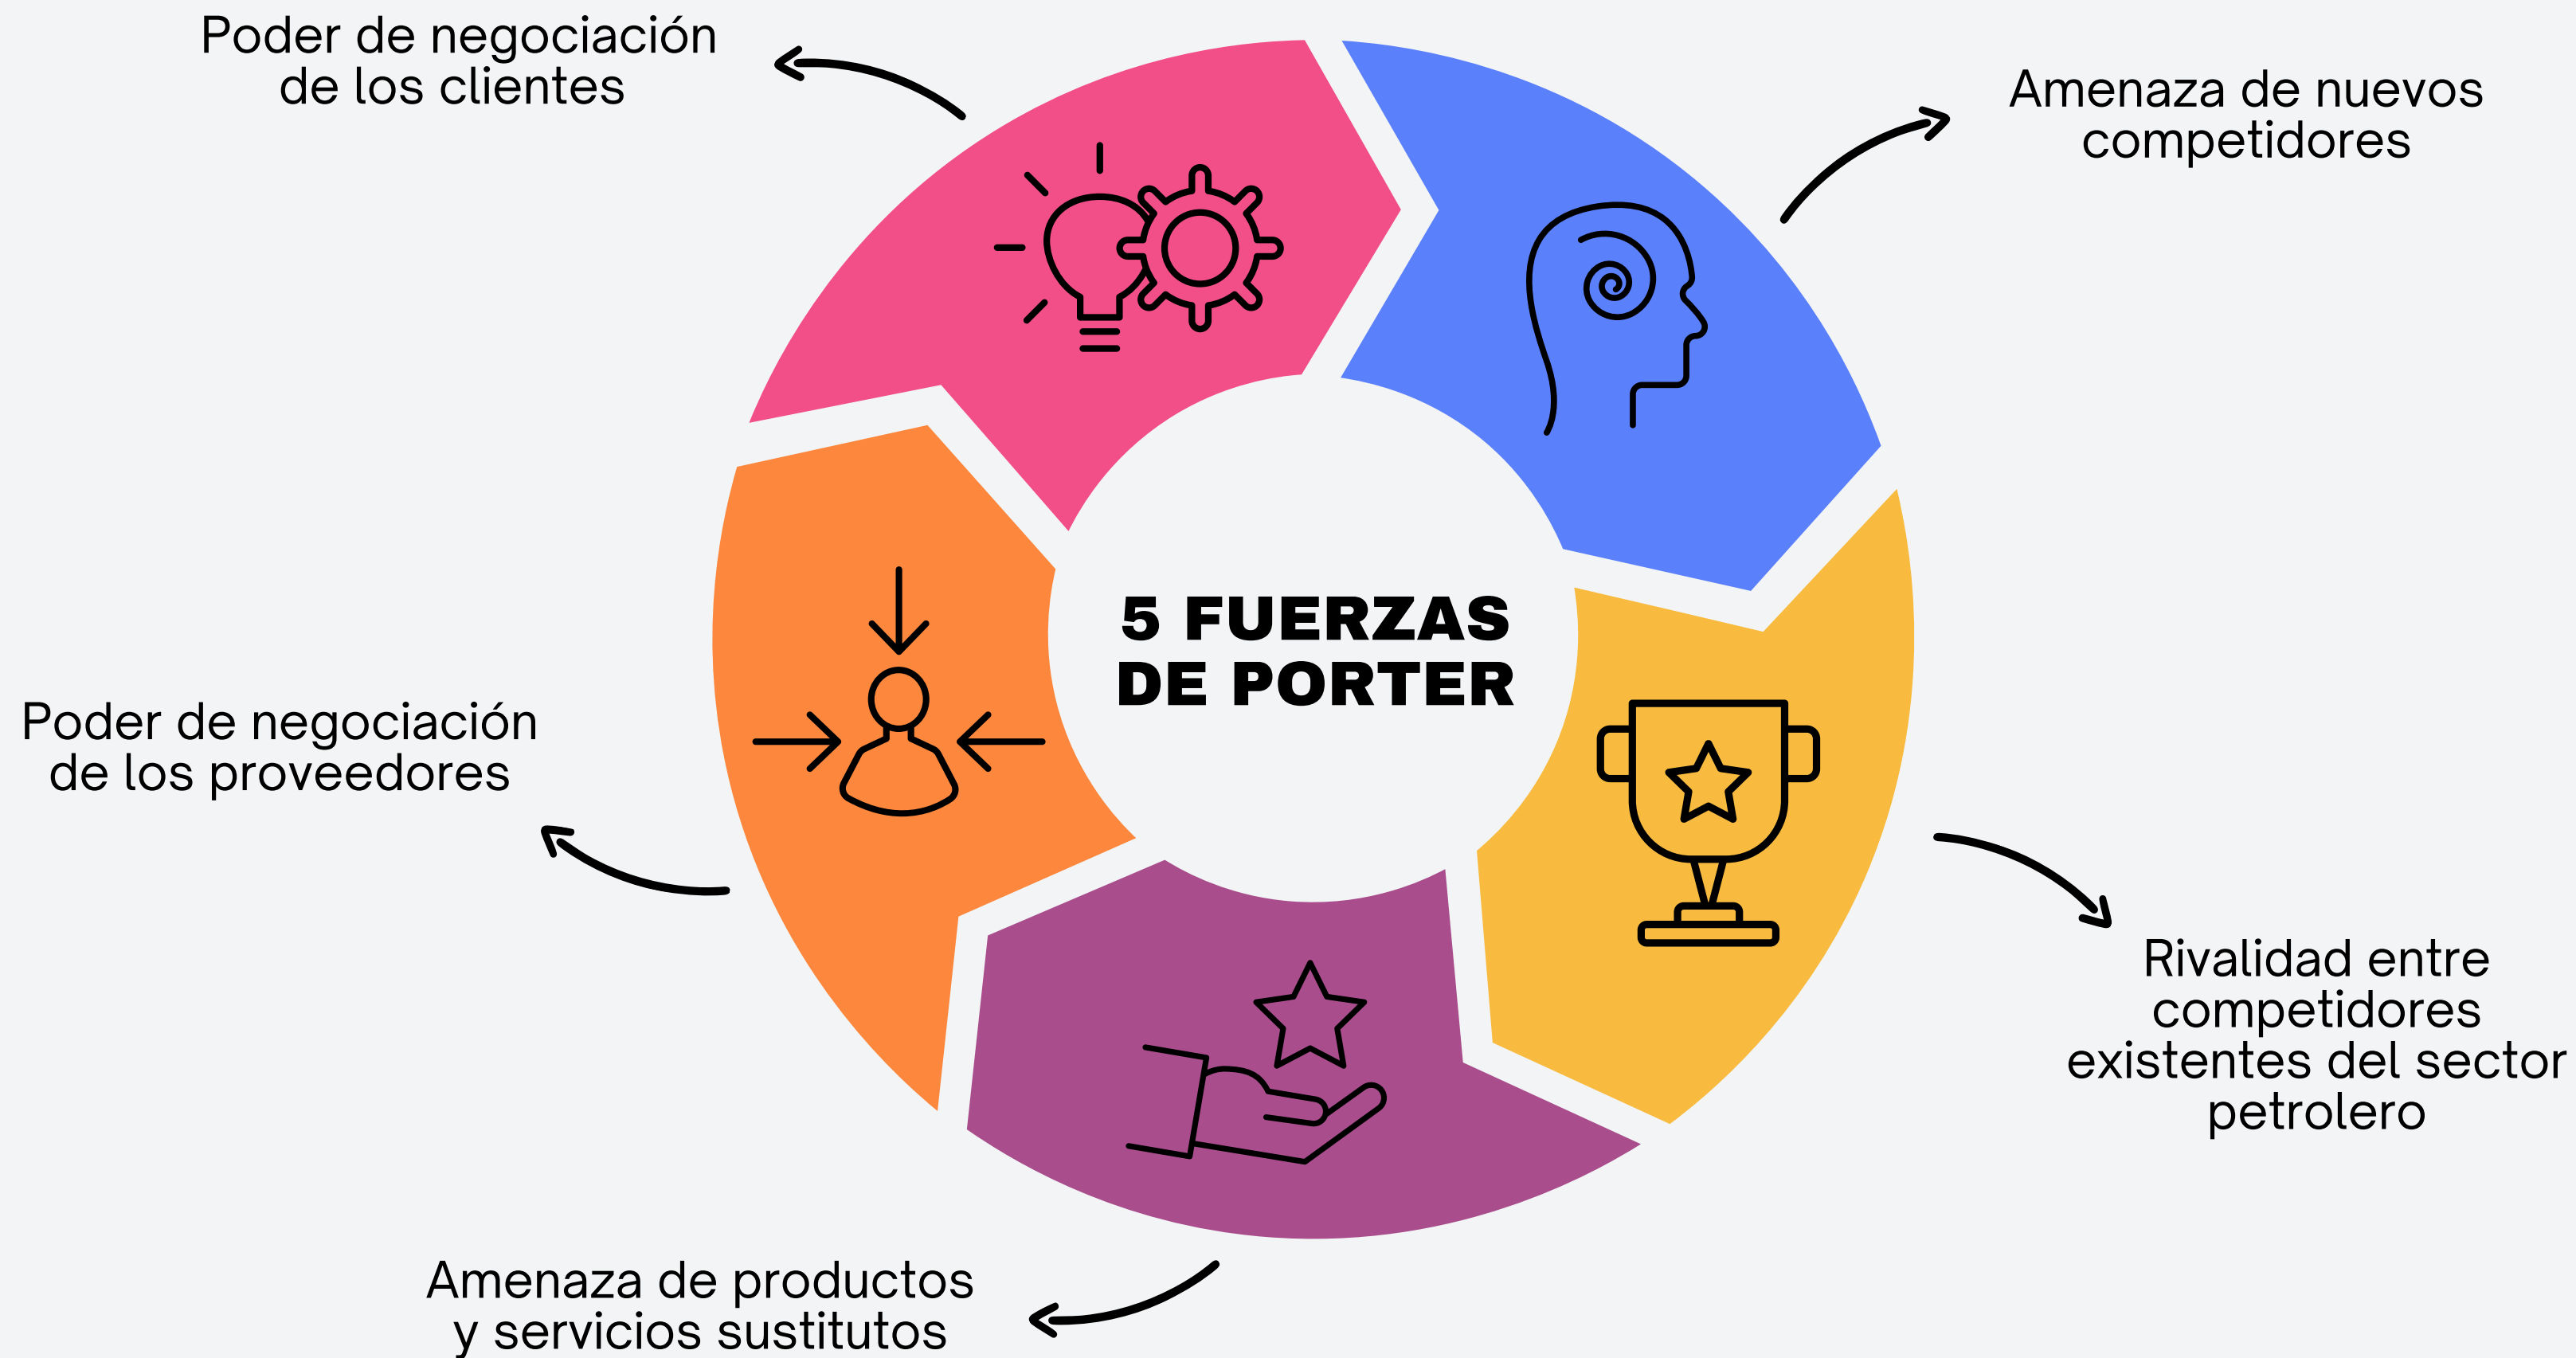 Poder de negociación
de los clientes
Amenaza de nuevos
competidores
5 FUERZAS
DE PORTER
Poder de negociación
de los proveedores
Rivalidad entre
competidores
existentes del sector
petrolero
Amenaza de productos
y servicios sustitutos